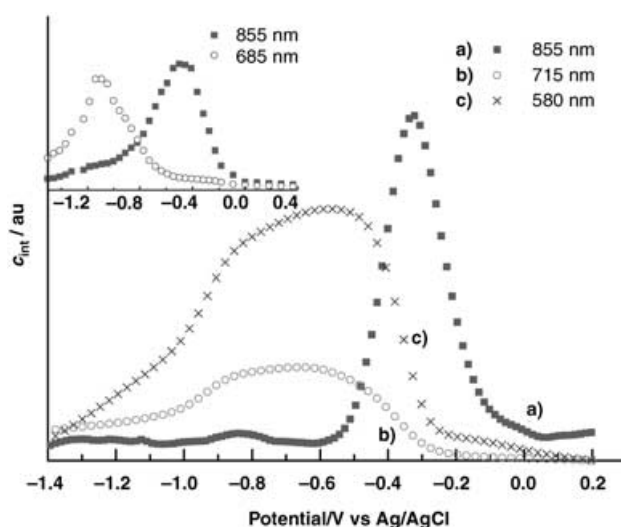 855 nm
685 nm
a) 855 nm
b) 715 nm
c) 580 nm
−1.2 −0.8 −0.4 0.0 0.4
c_int / au
c)
a)
b)
−1.4 −1.2 −1.0 −0.8 −0.6 −0.4 −0.2 0.0 0.2
Potential/V vs Ag/AgCl